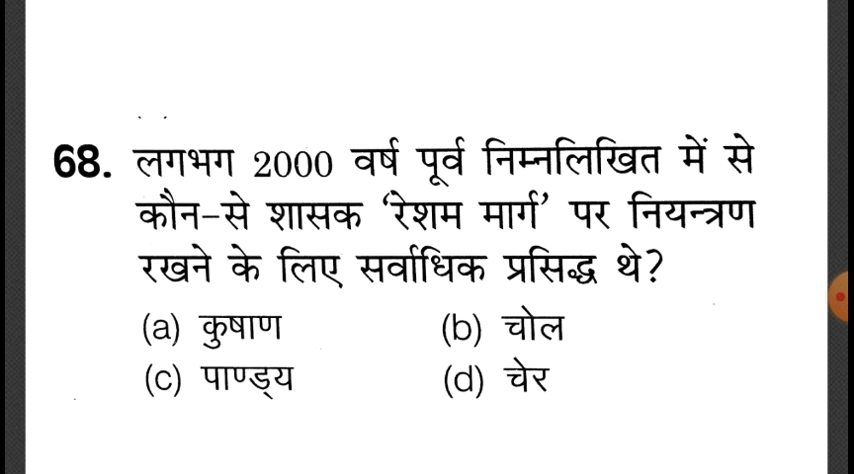 68. लगभग 2000 वर्ष पूर्व निम्नलिखित में से
कौन-से शासक 'रेशम मार्ग' पर नियन्त्रण
रखने के लिए सर्वाधिक प्रसिद्ध थे?
(a) कुषाण (b) चोल
(c) पाण्ड्य (d) चेर